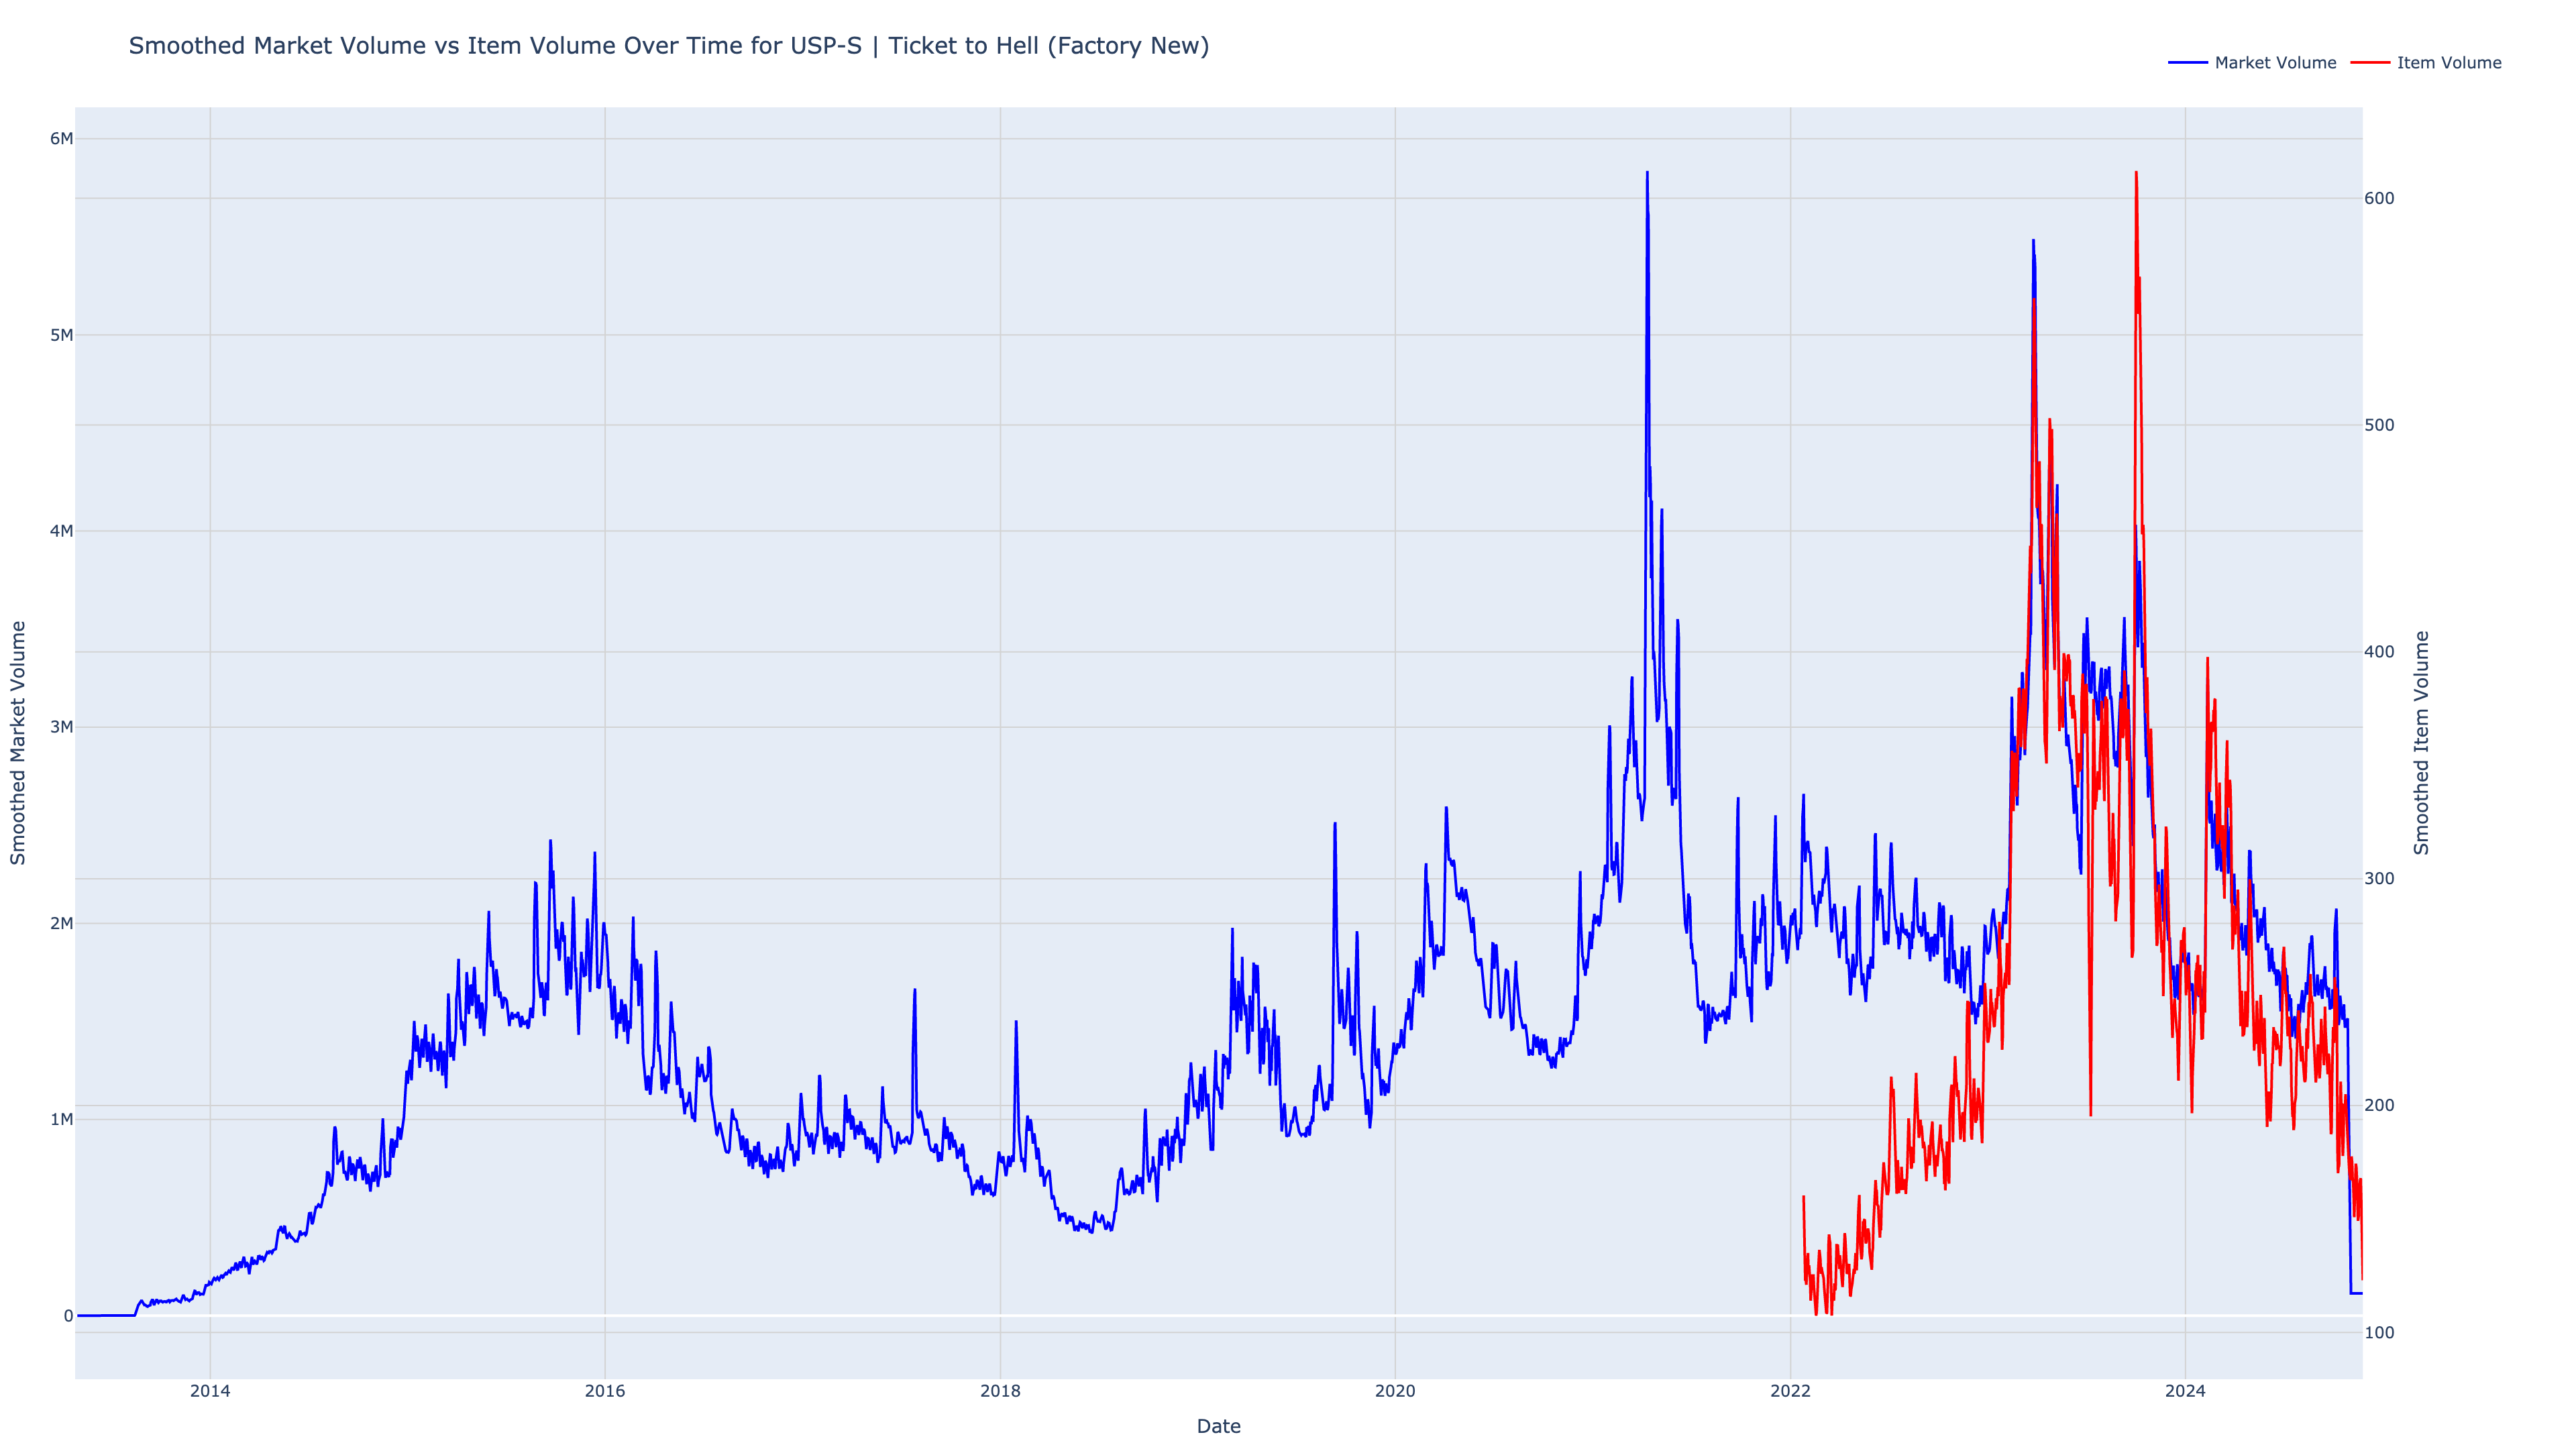 Smoothed Market Volume vs Item Volume Over Time for USP-S | Ticket to Hell (Factory New)
Market Volume
Item Volume
6M
5M
4M
3M
2M
1M
0
Smoothed Market Volume
600
500
400
300
200
100
Smoothed Item Volume
2014
2016
2018
2020
2022
2024
Date